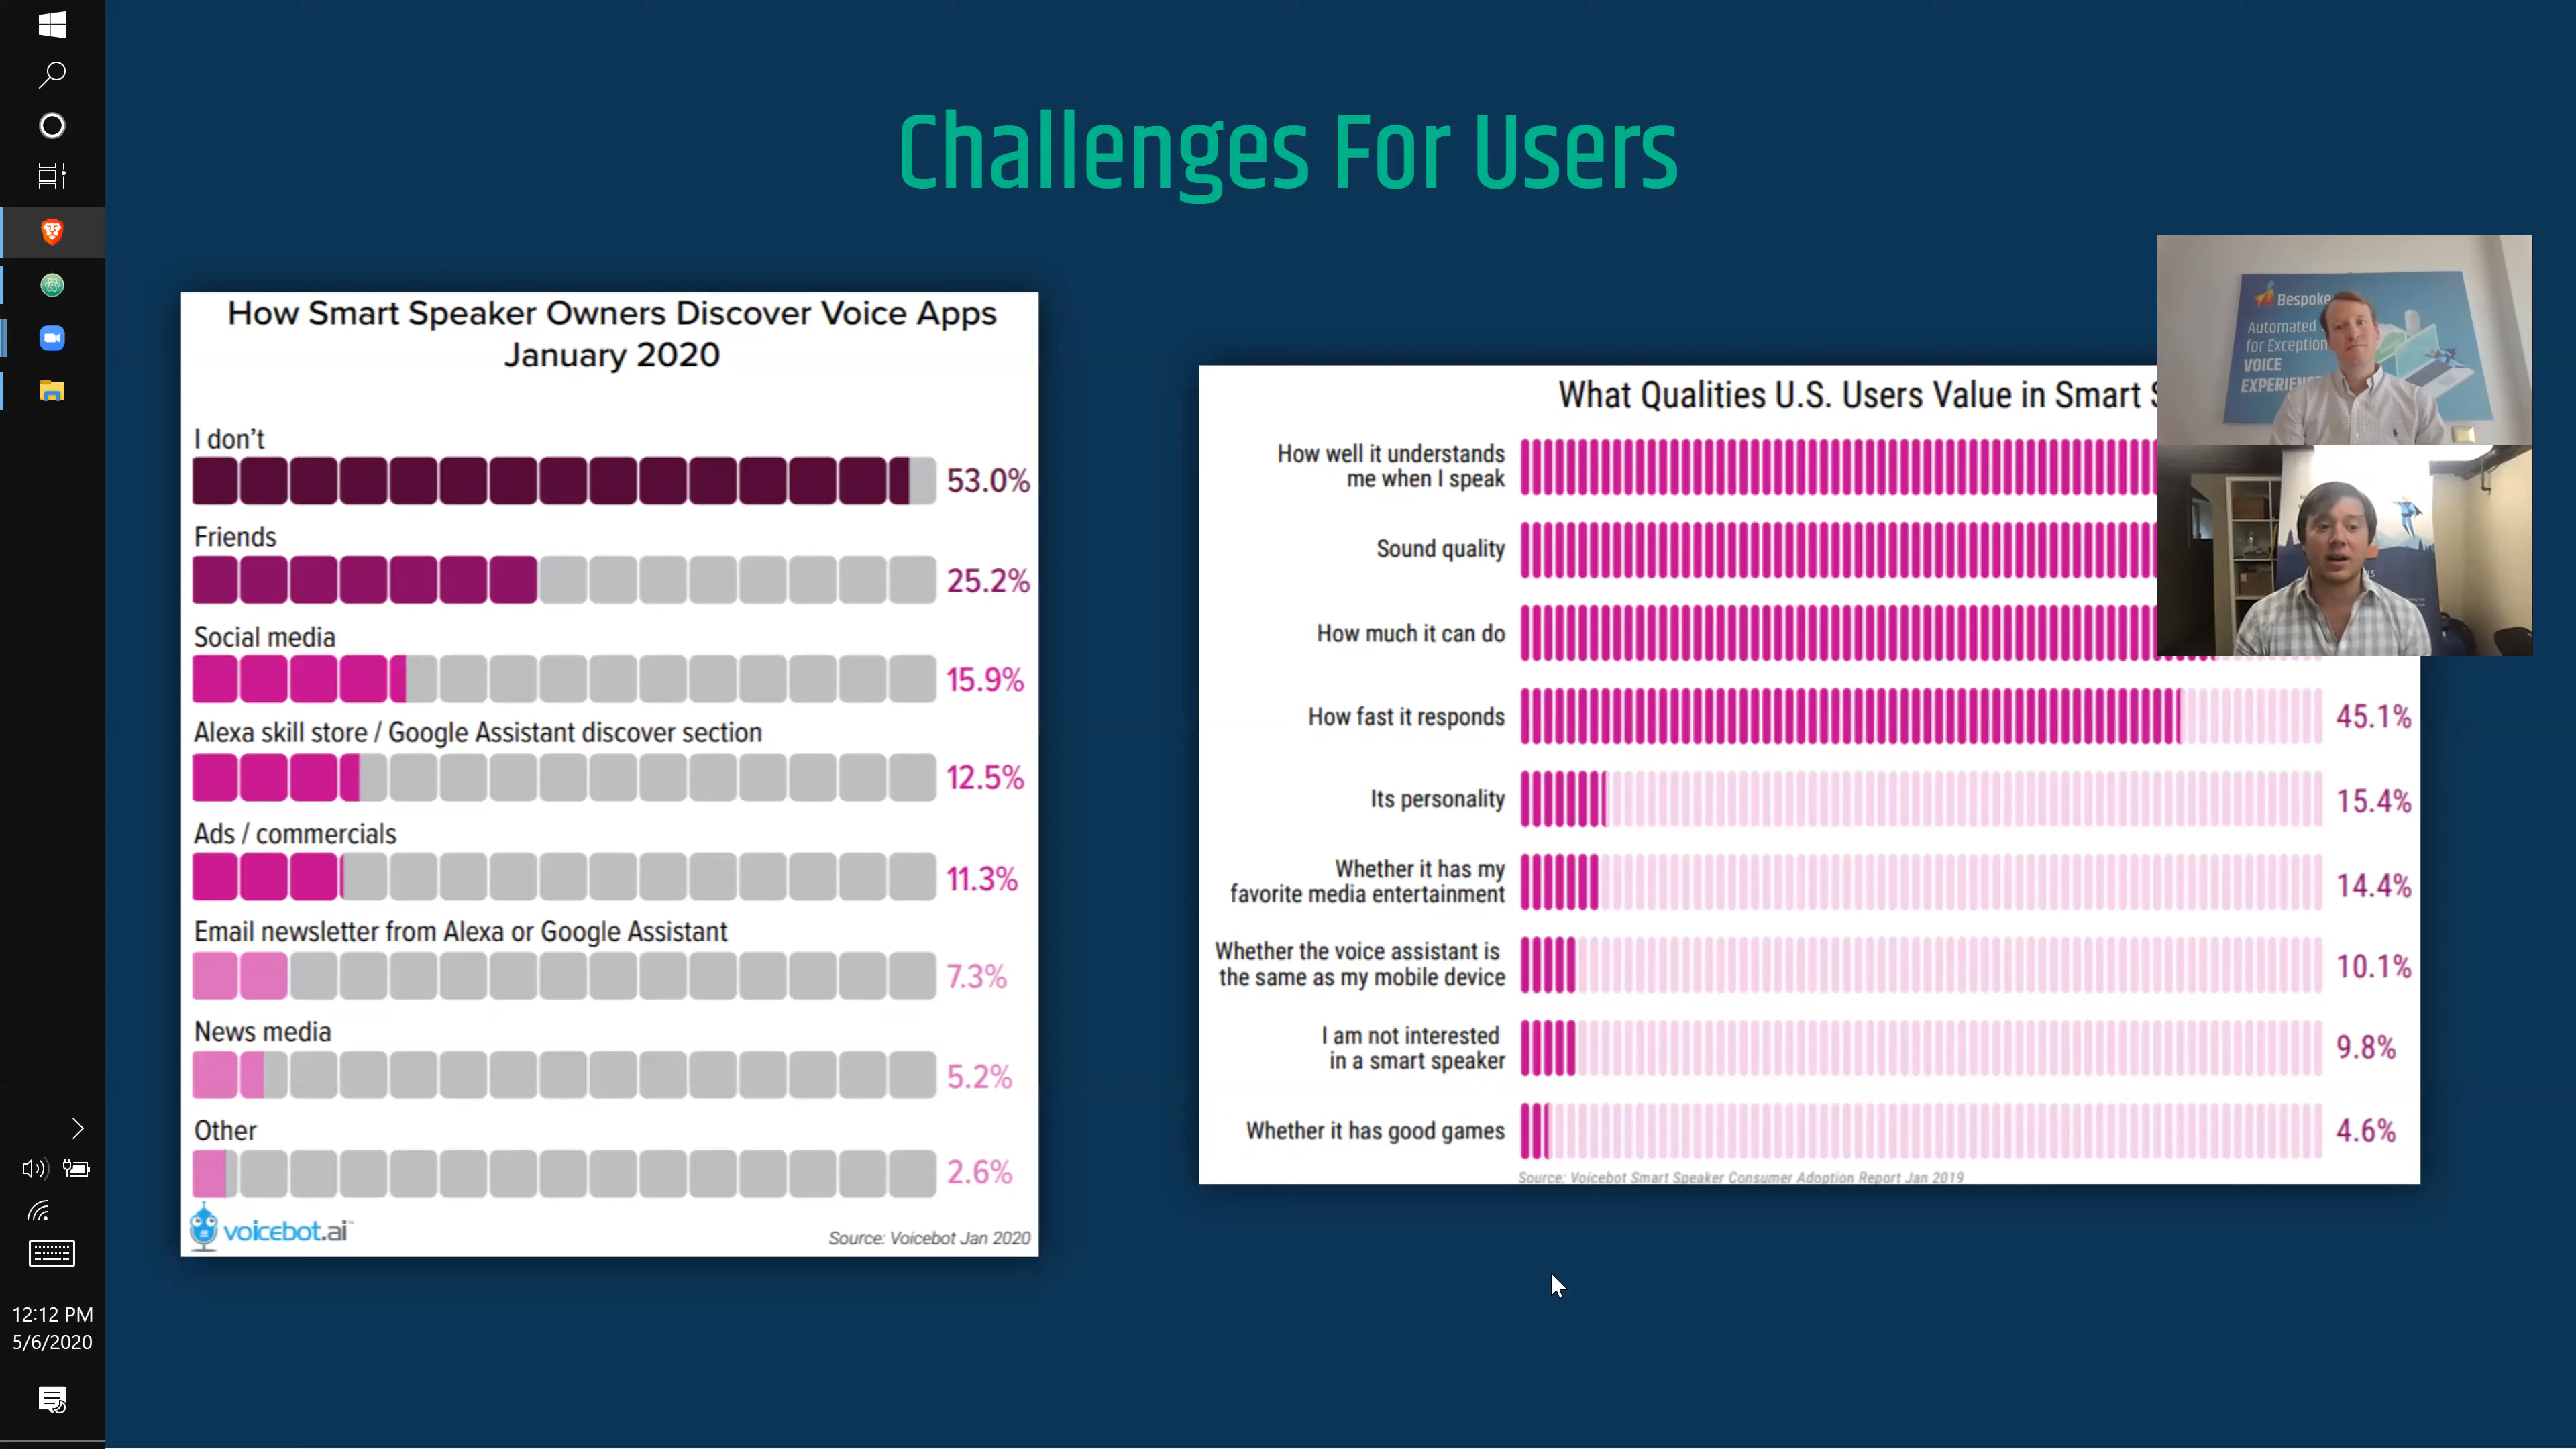 Challenges For Users
How Smart Speaker Owners Discover Voice Apps
January 2020
I don't
53.0%
Friends
25.2%
Social media
15.9%
Alexa skill store / Google Assistant discover section
12.5%
Ads / commercials
11.3%
Email newsletter from Alexa or Google Assistant
7.3%
News media
5.2%
Other
2.6%
voicebot.ai
Source: Voicebot Jan 2020
What Qualities U.S. Users Value in Smart
How well it understands
me when I speak
Sound quality
How much it can do
How fast it responds
45.1%
Its personality
15.4%
Whether it has my
favorite media entertainment
14.4%
Whether the voice assistant is
the same as my mobile device
10.1%
I am not interested
in a smart speaker
9.8%
Whether it has good games
4.6%
Source: Voicebot Smart Speaker Consumer Adoption Report Jan 2019
Bespoke
Automated
for Exception
VOICE
EXPERIEN
12:12 PM
5/6/2020